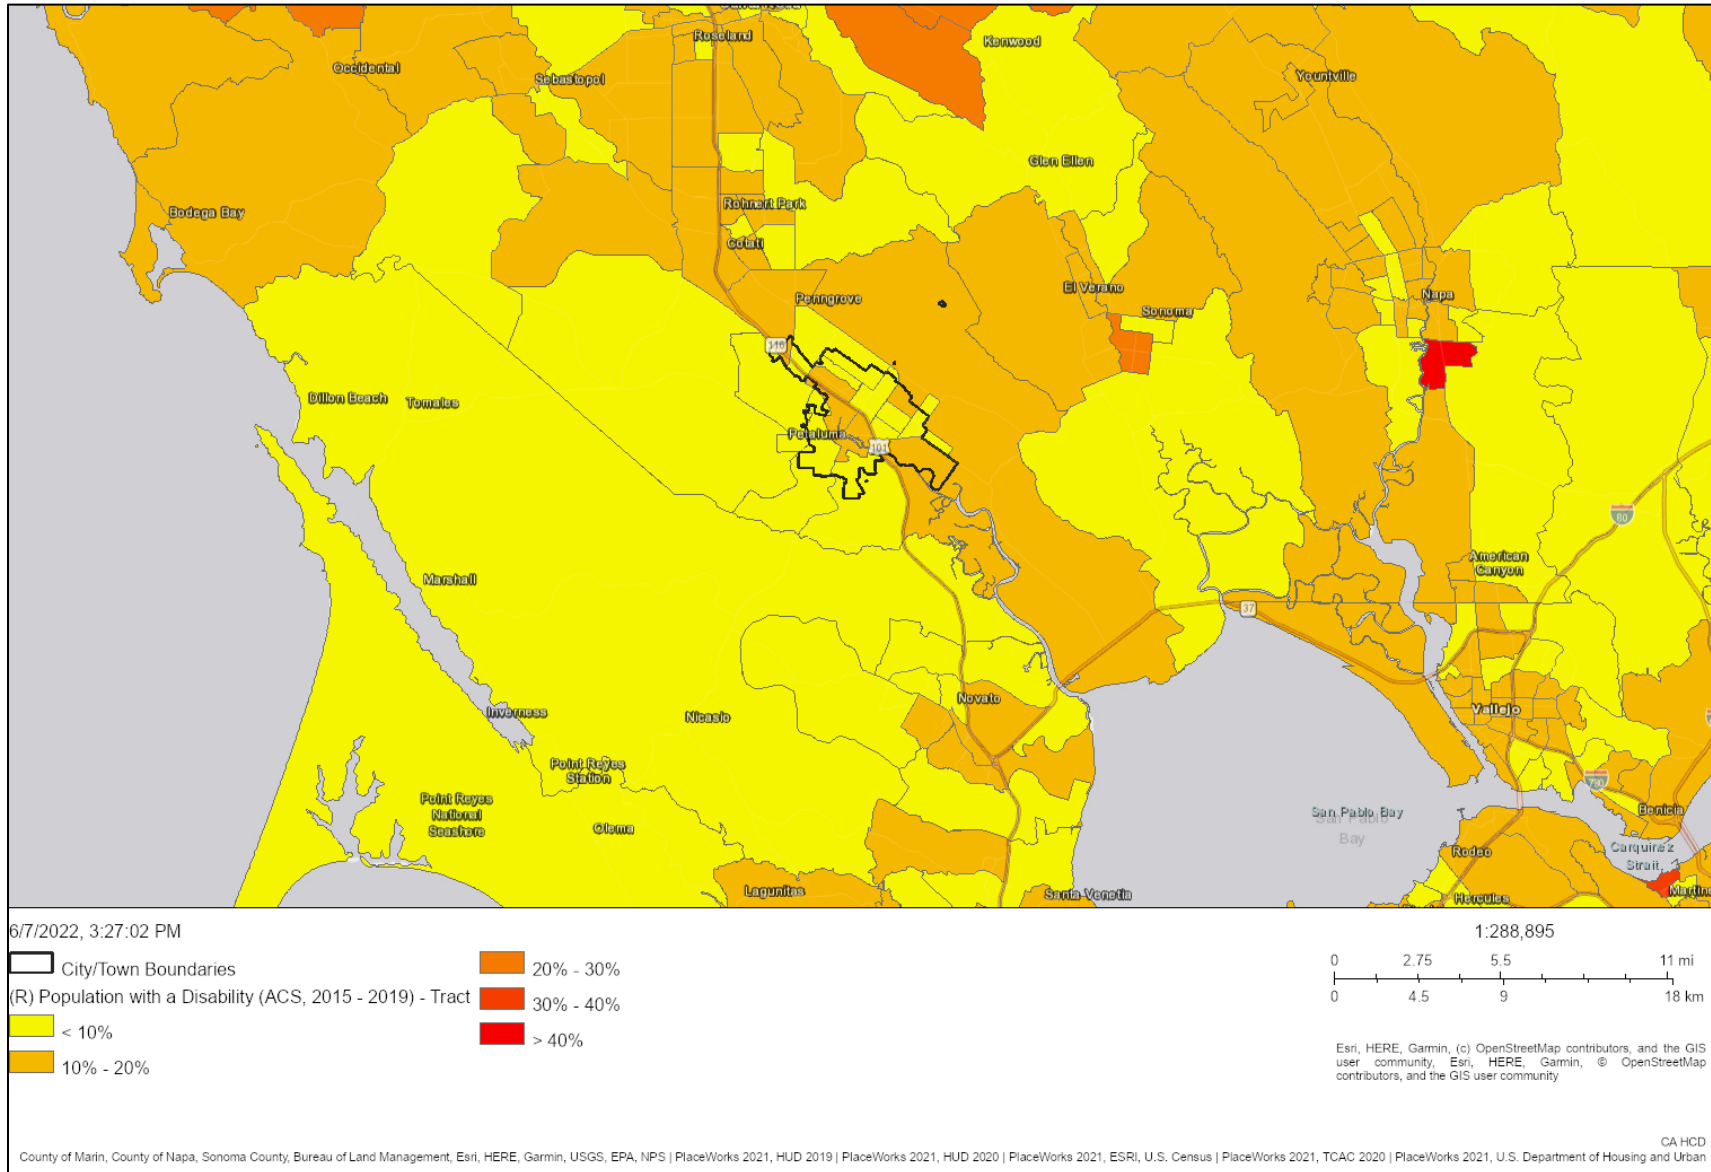 Roseland
Kenwood
Occidental
Sebastopol
Yountville
Glen Ellen
Bodega Bay
Rohnert Park
Cotati
El Verano
Penngrove
Sonoma
Napa
116
Dillon Beach
Tomales
Petaluma
101
80
American
Canyon
Marshall
37
Novato
Vallejo
Inverness
Nicasio
Point Reyes
Station
780
Point Reyes
National
Seashore
Olema
San Pablo Bay
San Pablo
Bay
Benicia
Rodeo
Carquinez
Strait
Lagunitas
Santa Venetia
Hercules
Martin
6/7/2022, 3:27:02 PM
City/Town Boundaries
(R) Population with a Disability (ACS, 2015 - 2019) - Tract
< 10%
10% - 20%
20% - 30%
30% - 40%
> 40%
1:288,895
0 2.75 5.5 11 mi
0 4.5 9 18 km
Esri, HERE, Garmin, (c) OpenStreetMap contributors, and the GIS
user community, Esri, HERE, Garmin, © OpenStreetMap
contributors, and the GIS user community
CA HCD
County of Marin, County of Napa, Sonoma County, Bureau of Land Management, Esri, HERE, Garmin, USGS, EPA, NPS | PlaceWorks 2021, HUD 2019 | PlaceWorks 2021, HUD 2020 | PlaceWorks 2021, ESRI, U.S. Census | PlaceWorks 2021, TCAC 2020 | PlaceWorks 2021, U.S. Department of Housing and Urban